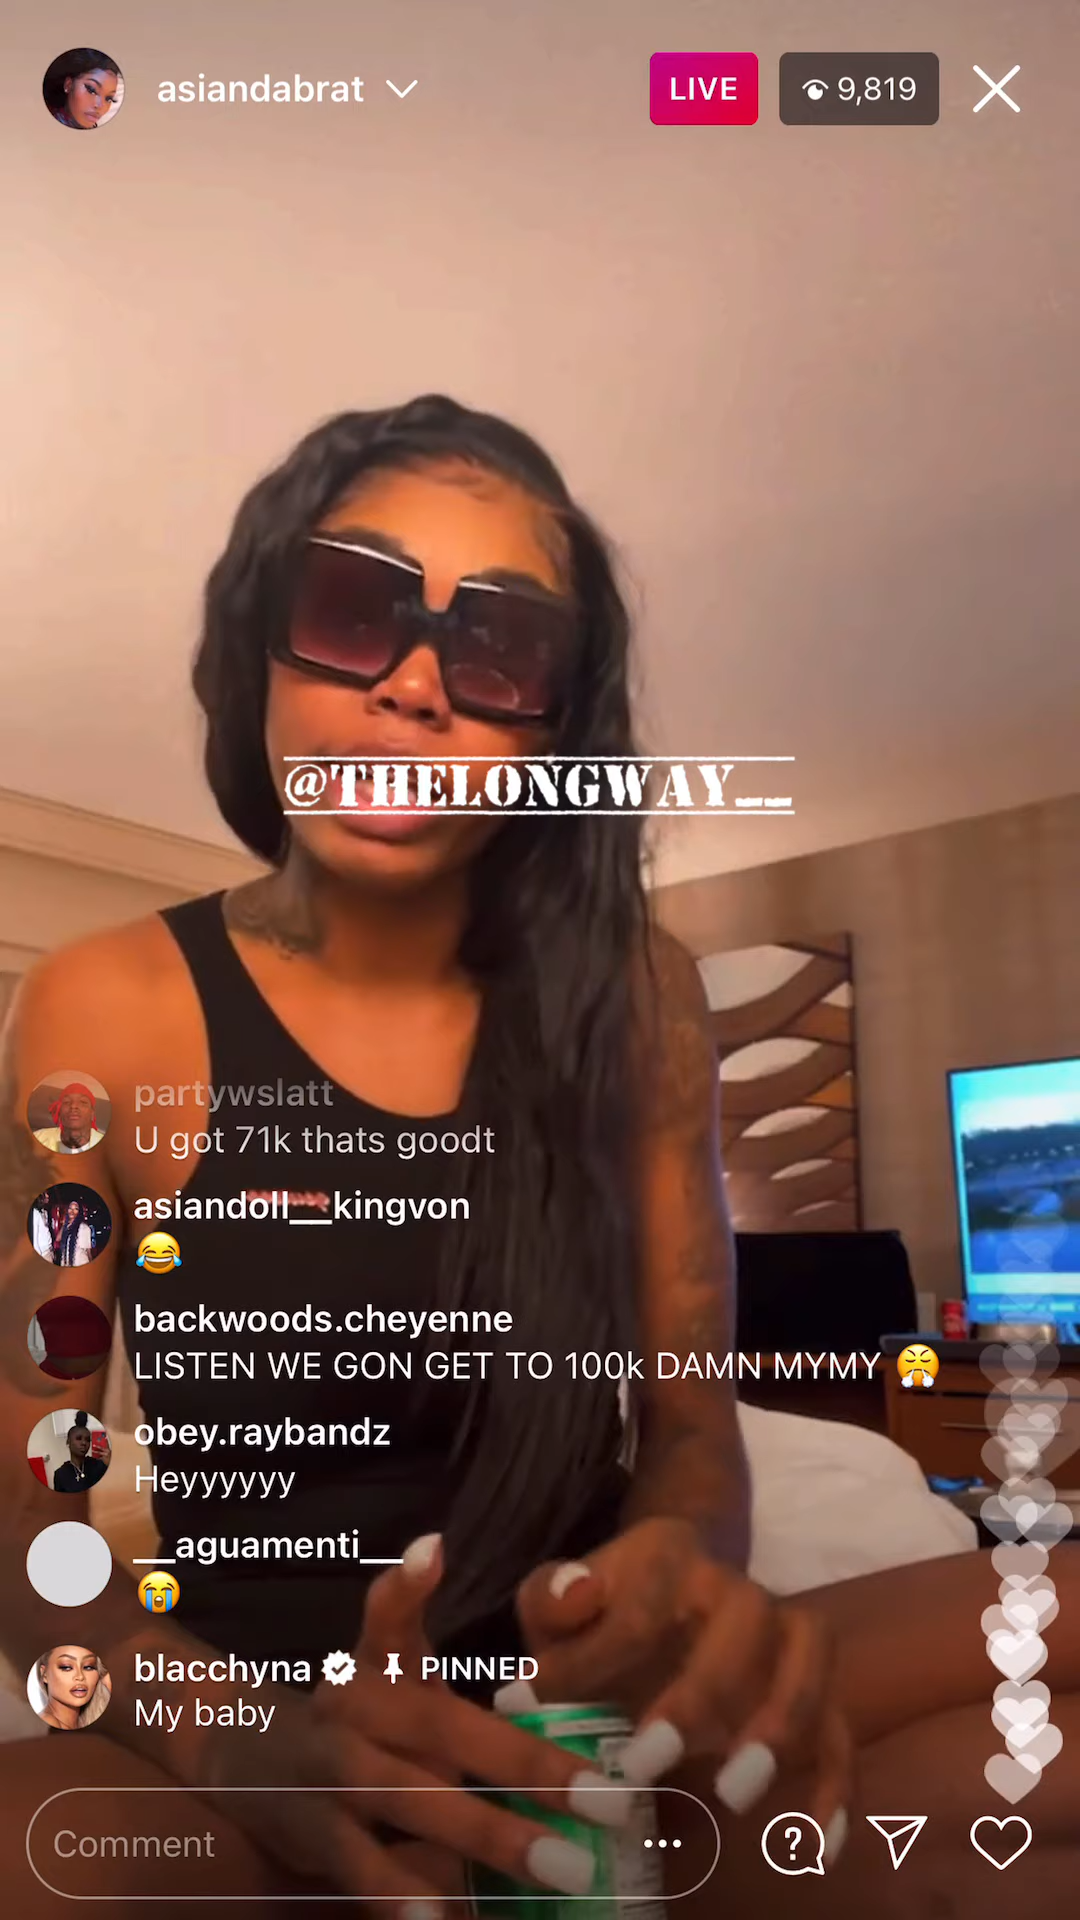 asiandabrat
LIVE
9,819
@THELONGWAY__
partywslatt
U got 71k thats goodt
asiandoll__kingvon
😂
backwoods.cheyenne
LISTEN WE GON GET TO 100k DAMN MYMY 😤
obey.raybandz
Heyyyyyy
__aguamenti__
😭
blacchyna PINNED
My baby
Comment